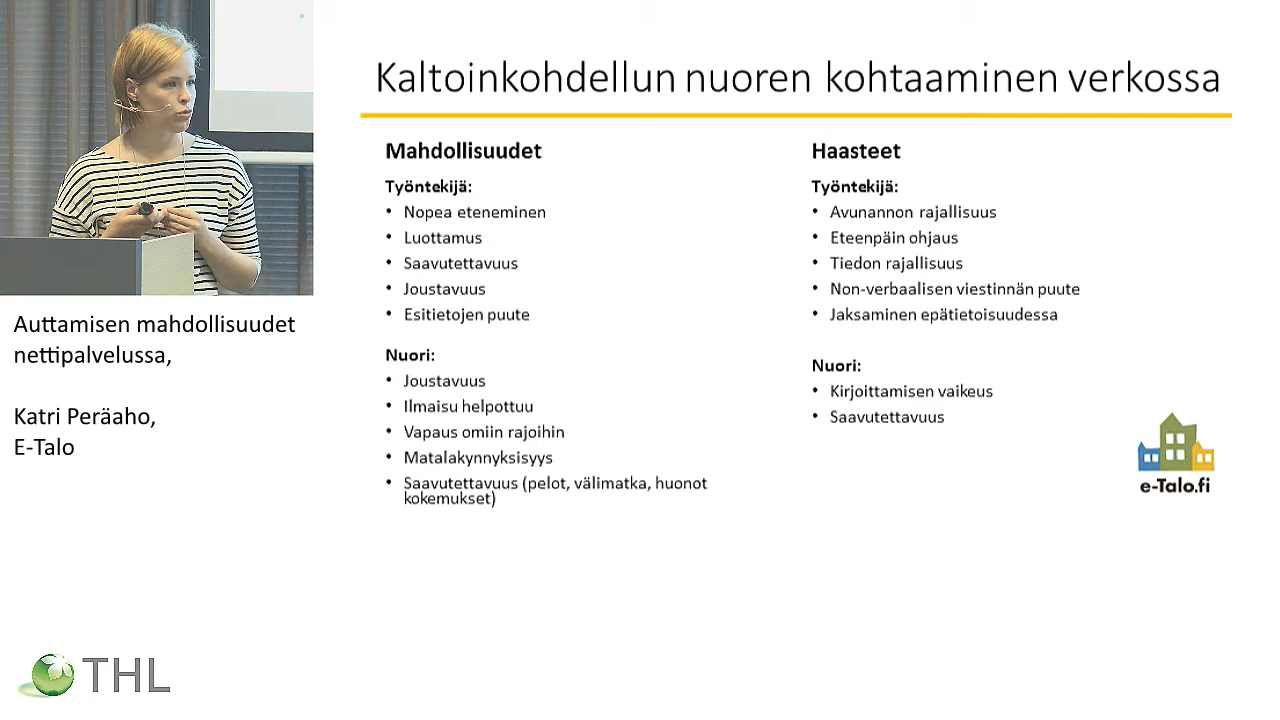 Kaltoinkohdellun nuoren kohtaaminen verkossa
Mahdollisuudet
Työntekijä:
• Nopea eteneminen
• Luottamus
• Saavutettavuus
• Joustavuus
• Esitietojen puute
Nuori:
• Joustavuus
• Ilmaisu helpottuu
• Vapaus omiin rajoihin
• Matalakynnyksisyys
• Saavutettavuus (pelot, välimatka, huonot
kokemukset)
Haasteet
Työntekijä:
• Avunannon rajallisuus
• Eteenpäin ohjaus
• Tiedon rajallisuus
• Non-verbaalisen viestinnän puute
• Jaksaminen epätietoisuudessa
Nuori:
• Kirjoittamisen vaikeus
• Saavutettavuus
e-Talo.fi
Auttamisen mahdollisuudet
nettipalvelussa,
Katri Peräaho,
E-Talo
THL